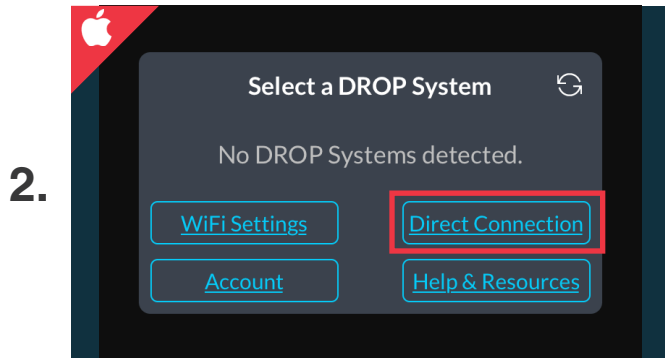 Select a DROP System
No DROP Systems detected.
2.
WiFi Settings
Direct Connection
Account
Help & Resources